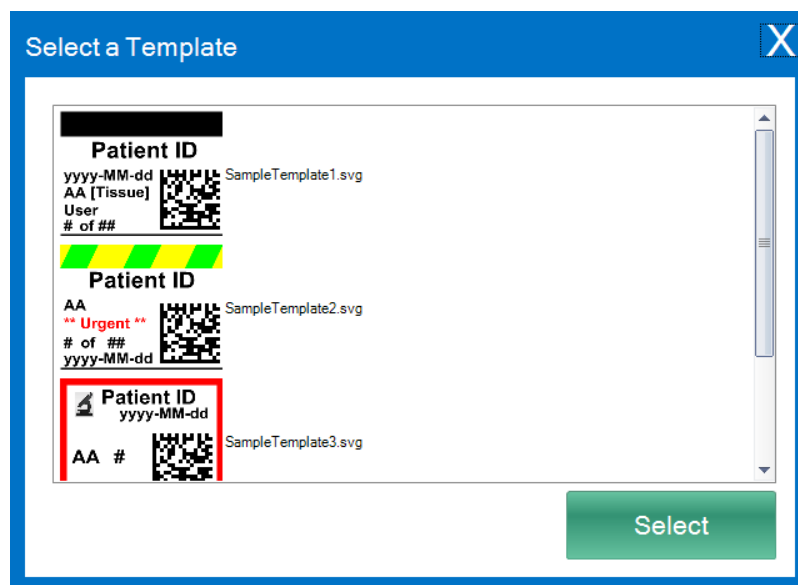 Select a Template
X
Patient ID
yyyy-MM-dd
AA [Tissue]
User
# of ##
SampleTemplate1.svg
Patient ID
AA
** Urgent **
# of ##
yyyy-MM-dd
SampleTemplate2.svg
Patient ID
yyyy-MM-dd
AA #
SampleTemplate3.svg
Select